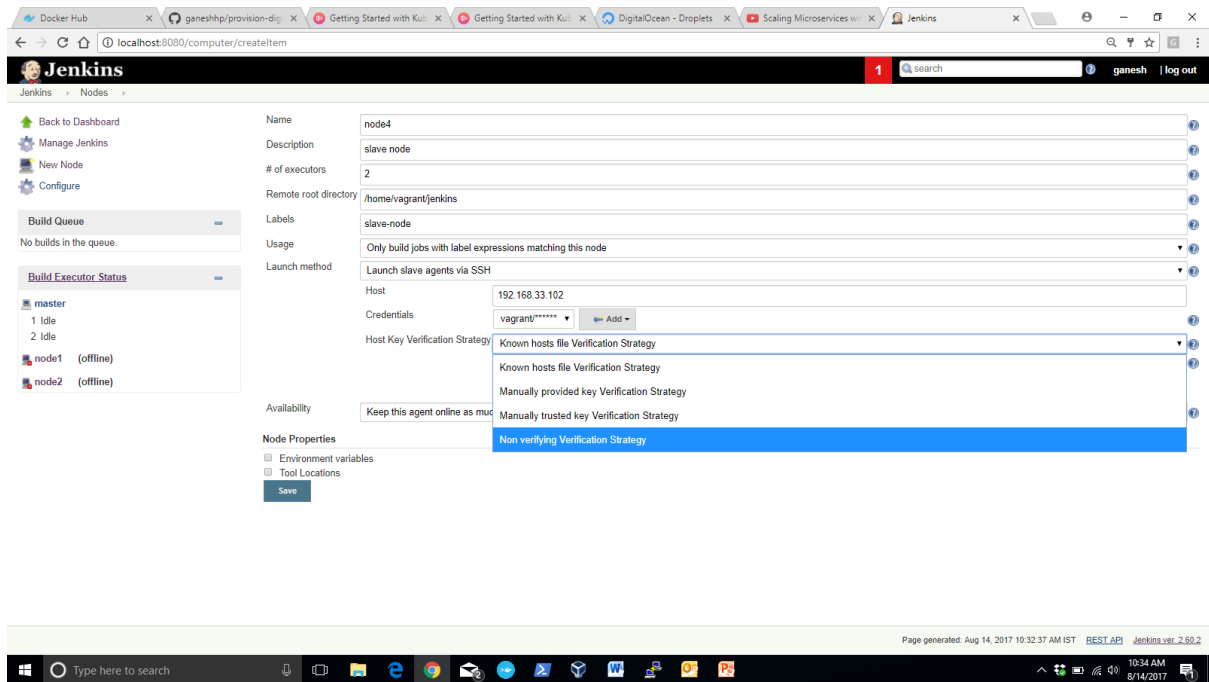 Docker Hub
ganeshhp/provision-dig
Getting Started with Kub
Getting Started with Kub
DigitalOcean - Droplets
Scaling Microservices wit
Jenkins
localhost:8080/computer/createItem
Jenkins
1
search
ganesh
| log out
Jenkins
Nodes
Back to Dashboard
Manage Jenkins
New Node
Configure
Build Queue
No builds in the queue.
Build Executor Status
master
1 Idle
2 Idle
node1 (offline)
node2 (offline)
Name
node4
Description
slave node
# of executors
2
Remote root directory
/home/vagrant/jenkins
Labels
slave-node
Usage
Only build jobs with label expressions matching this node
Launch method
Launch slave agents via SSH
Host
192.168.33.102
Credentials
vagrant/******
Add
Host Key Verification Strategy
Known hosts file Verification Strategy
Known hosts file Verification Strategy
Manually provided key Verification Strategy
Manually trusted key Verification Strategy
Non verifying Verification Strategy
Availability
Keep this agent online as muc
Node Properties
Environment variables
Tool Locations
Save
Page generated: Aug 14, 2017 10:32:37 AM IST
REST API
Jenkins ver. 2.60.2
Type here to search
10:34 AM
8/14/2017